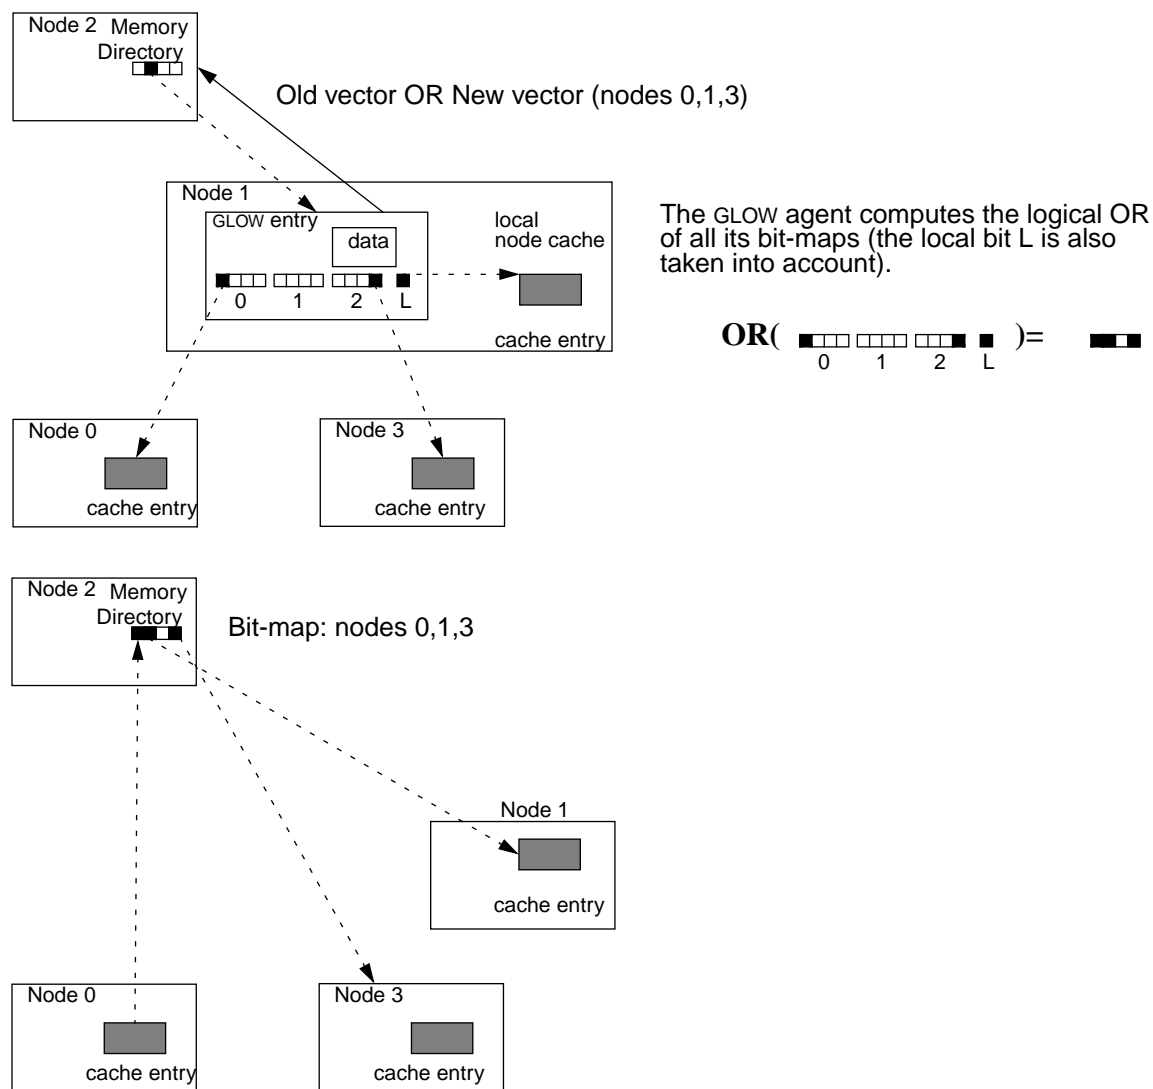 Node 2 Memory
Directory
Old vector OR New vector (nodes 0,1,3)
Node 1
GLOW entry
data
0 1 2 L
local
node cache
cache entry
The GLOW agent computes the logical OR
of all its bit-maps (the local bit L is also
taken into account).
OR( )=
0 1 2 L
Node 0
cache entry
Node 3
cache entry
Node 2 Memory
Directory
Bit-map: nodes 0,1,3
Node 1
cache entry
Node 0
cache entry
Node 3
cache entry